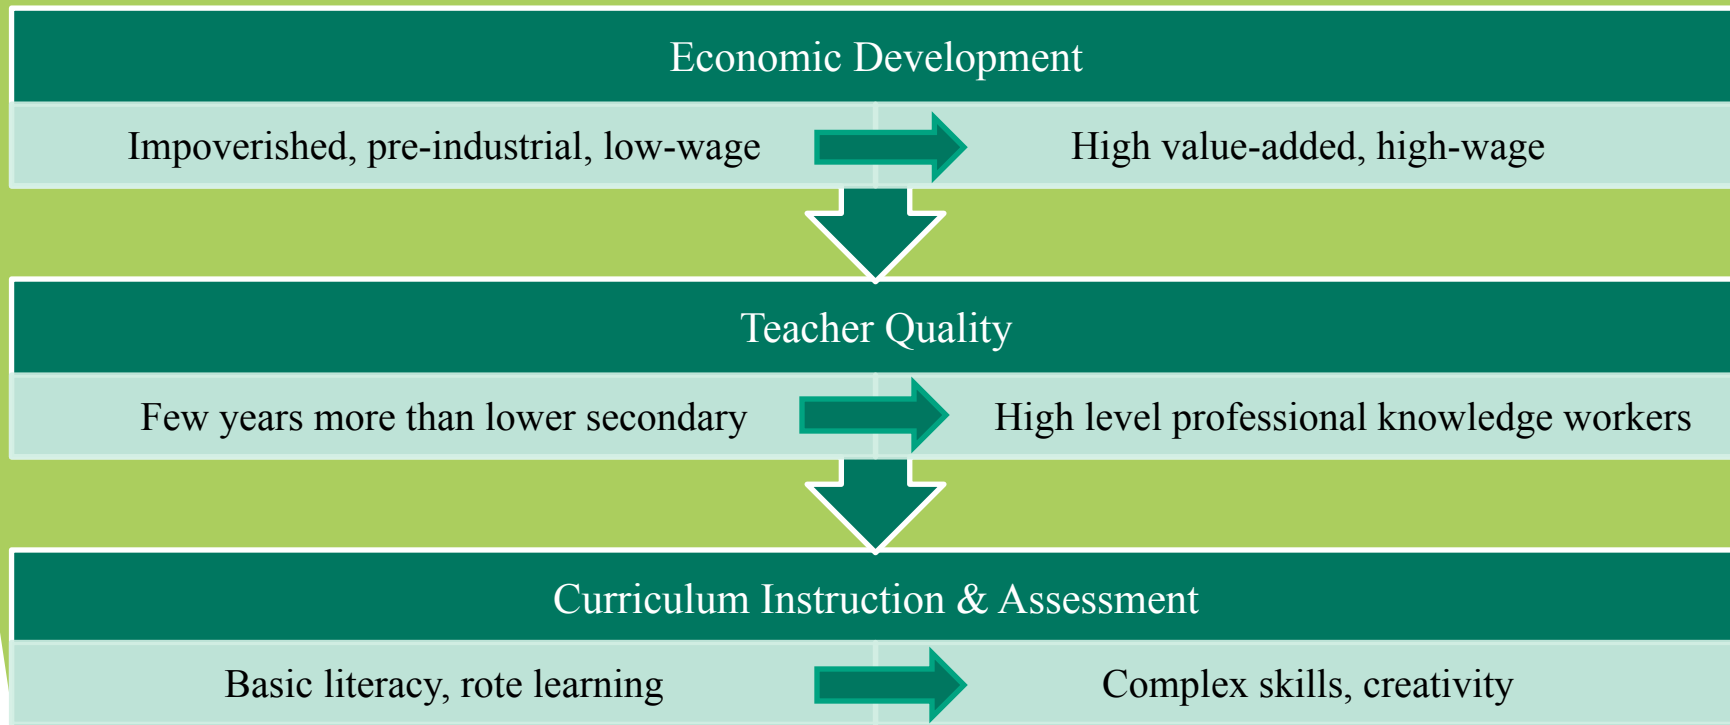 Economic Development
Impoverished, pre-industrial, low-wage
High value-added, high-wage
Teacher Quality
Few years more than lower secondary
High level professional knowledge workers
Curriculum Instruction & Assessment
Basic literacy, rote learning
Complex skills, creativity